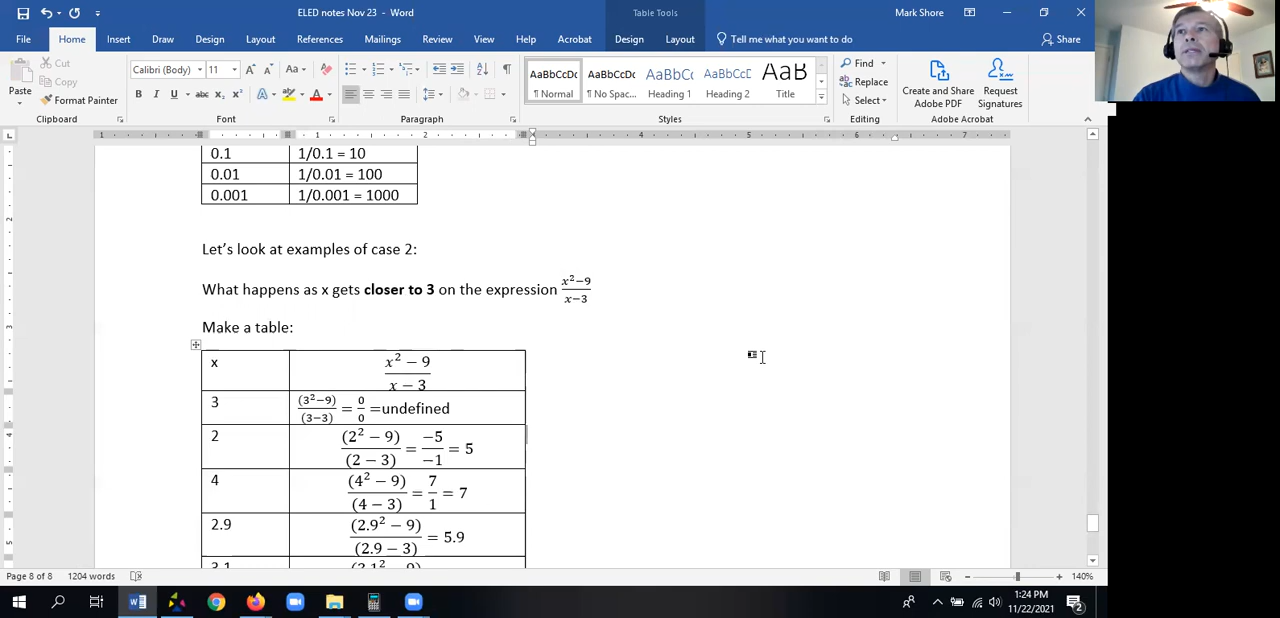 ELED notes Nov 23 - Word
Table Tools
Mark Shore
File Home Insert Draw Design Layout References Mailings Review View Help Acrobat Design Layout Tell me what you want to do Share
Paste
Cut
Copy
Format Painter
Calibri (Body) 11
AaBbCcDc AaBbCcDc AaBbCc AaBbCcD AaB
¶ Normal ¶ No Spac... Heading 1 Heading 2 Title
Find
Replace
Select
Create and Share Adobe PDF
Request Signatures
Clipboard Font Paragraph Styles Editing Adobe Acrobat
0.1 1/0.1 = 10
0.01 1/0.01 = 100
0.001 1/0.001 = 1000
Let's look at examples of case 2:
What happens as x gets closer to 3 on the expression x²−9/x−3
Make a table:
x x² − 9/x − 3
3 (3²−9)/(3−3) = 0/0 =undefined
2 (2² − 9)/(2 − 3) = −5/−1 = 5
4 (4² − 9)/(4 − 3) = 7/1 = 7
2.9 (2.9² − 9)/(2.9 − 3) = 5.9
Page 8 of 8 1204 words 140%
1:24 PM
11/22/2021
2